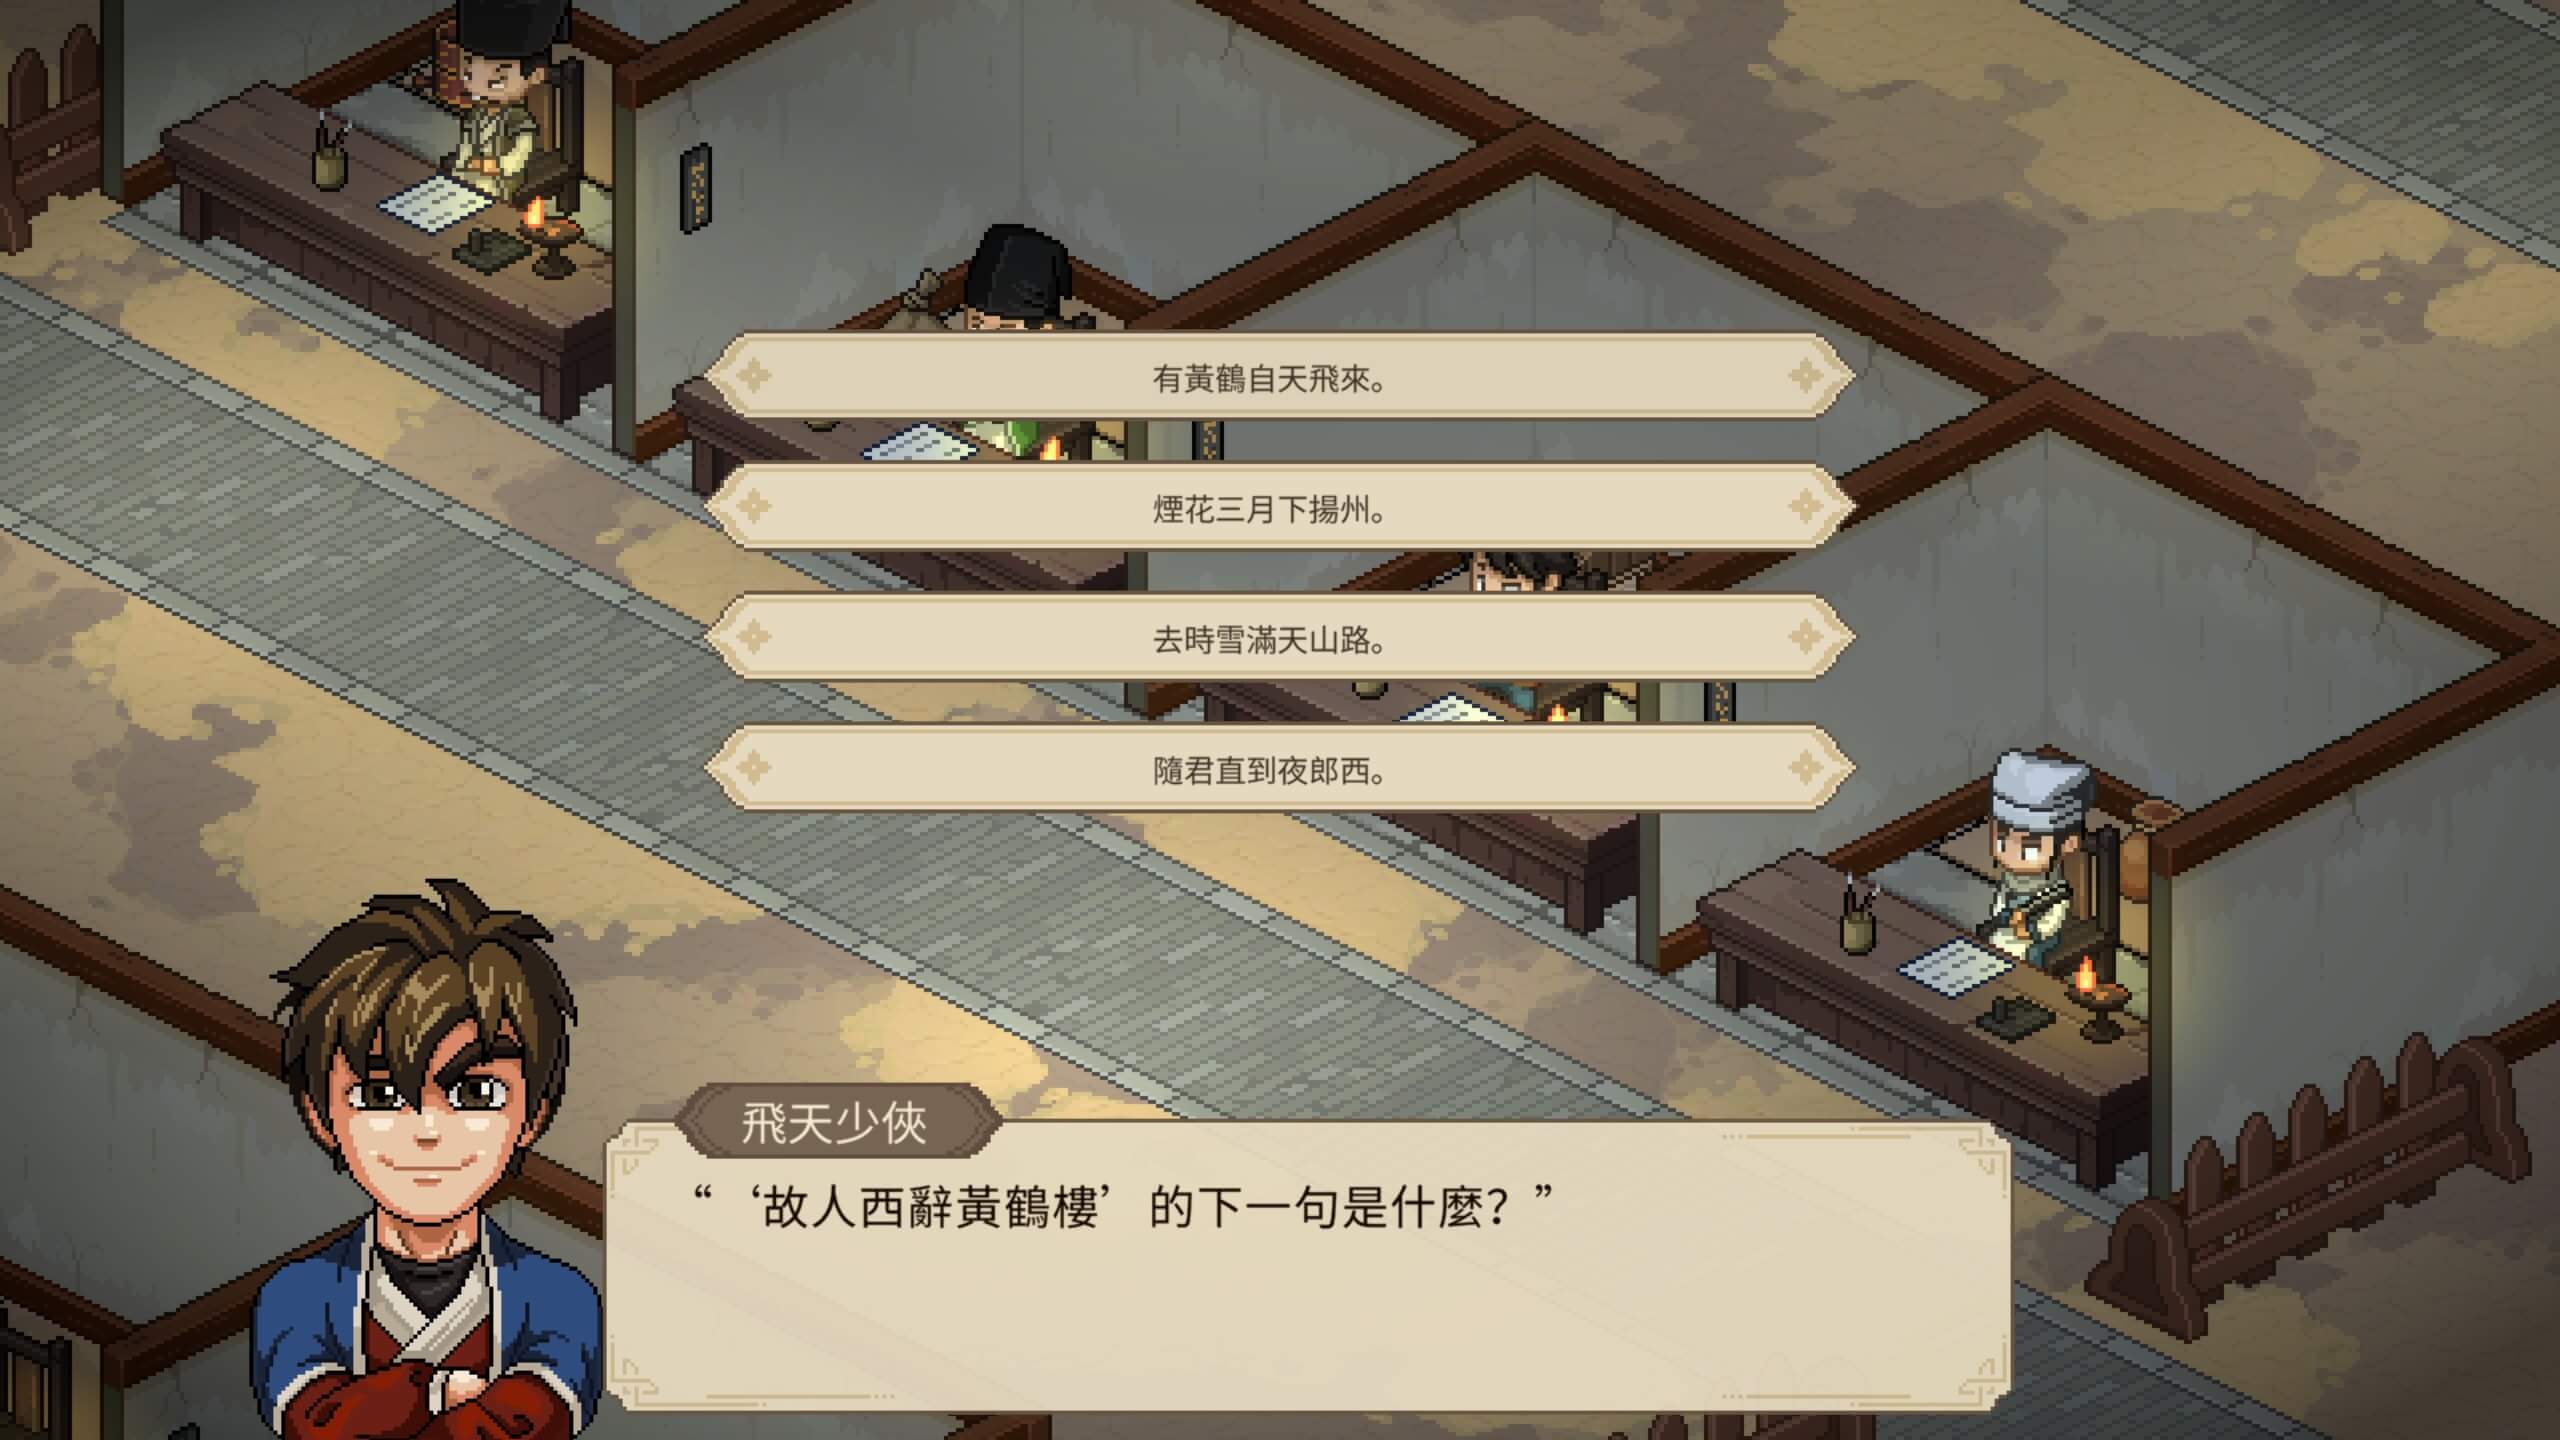 有黃鶴自天飛來。
煙花三月下揚州。
去時雪滿天山路。
隨君直到夜郎西。
飛天少俠
“‘故人西辭黃鶴樓’的下一句是什麼？”